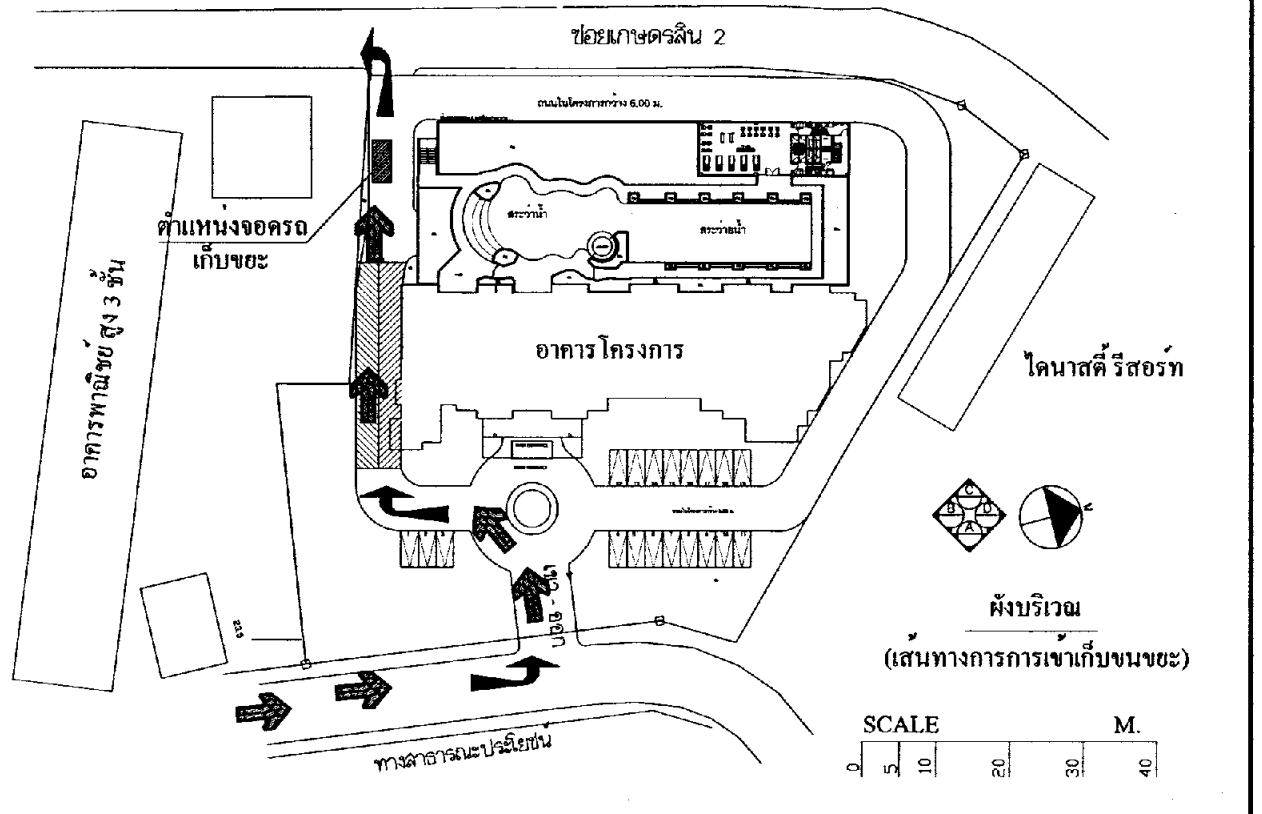 ซอยเกษตรสิน 2
ถนนในโครงการกว้าง 6.00 ม.
ตำแหน่งจอดรถ
เก็บขยะ
สระว่ายน้ำ
อาคารพาณิชย สูง 3 ชั้น
อาคาร โครงการ
ไดนาสตี้ รีสอร์ท
C
B
D
A
N
เข้า - ออก
ผังบริเวณ
(เส้นทางการการเข้าเก็บขนขยะ)
ทางสาธารณะประโยชน์
SCALE M.
0 5 10 20 30 40